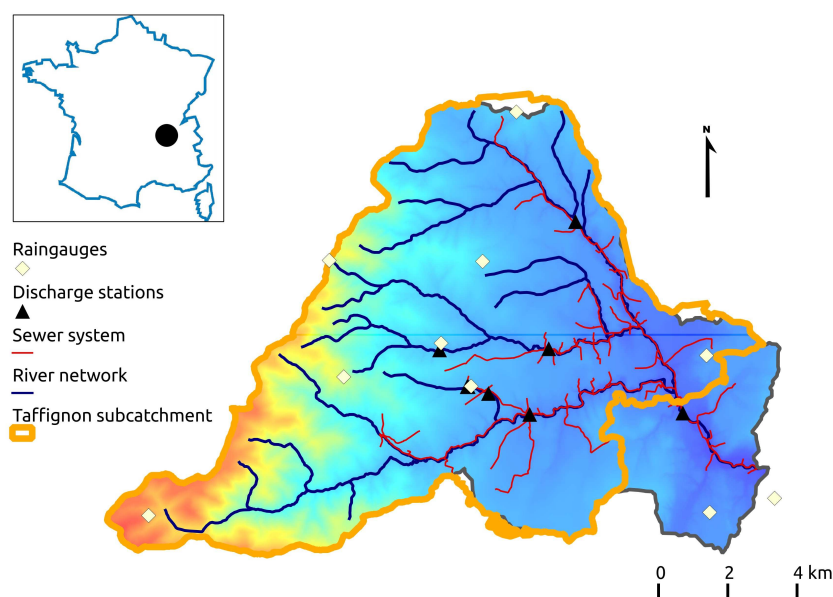 N
Raingauges
Discharge stations
Sewer system
River network
Taffignon subcatchment
0 2 4 km